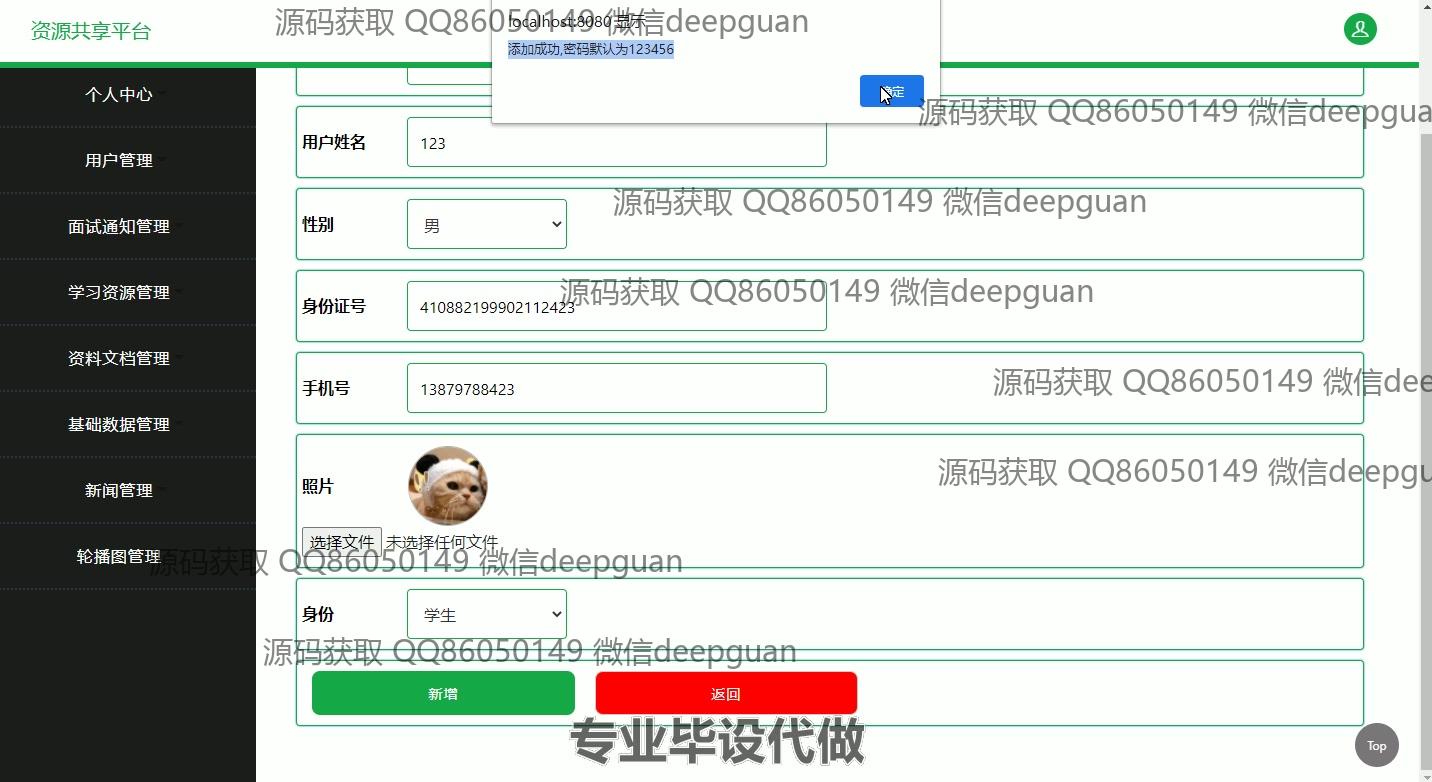 资源共享平台
源码获取 QQ86050149 微信deepguan
localhost:8080 显示
添加成功,密码默认为123456
确定
源码获取 QQ86050149 微信deepgua
个人中心
用户管理
面试通知管理
学习资源管理
资料文档管理
基础数据管理
新闻管理
轮播图管理
用户姓名
123
源码获取 QQ86050149 微信deepguan
性别
男
源码获取 QQ86050149 微信deepguan
身份证号
410882199902112423
源码获取 QQ86050149 微信dee
手机号
13879788423
源码获取 QQ86050149 微信deepgu
照片
选择文件 未选择任何文件
源码获取 QQ86050149 微信deepguan
身份
学生
源码获取 QQ86050149 微信deepguan
新增
返回
专业毕设代做
Top